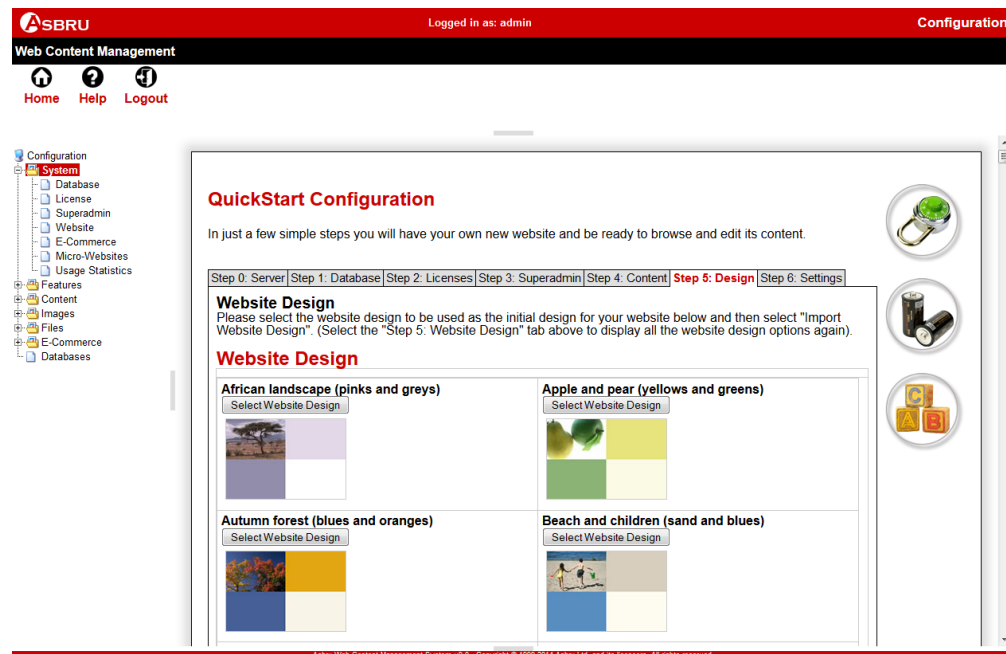 ASBRU
Logged in as: admin
Configuration
Web Content Management
Home Help Logout
Configuration
System
Database
License
Superadmin
Website
E-Commerce
Micro-Websites
Usage Statistics
Features
Content
Images
Files
E-Commerce
Databases
QuickStart Configuration
In just a few simple steps you will have your own new website and be ready to browse and edit its content.
Step 0: Server Step 1: Database Step 2: Licenses Step 3: Superadmin Step 4: Content Step 5: Design Step 6: Settings
Website Design
Please select the website design to be used as the initial design for your website below and then select "Import
Website Design". (Select the "Step 5: Website Design" tab above to display all the website design options again).
Website Design
African landscape (pinks and greys)
Select Website Design
Apple and pear (yellows and greens)
Select Website Design
Autumn forest (blues and oranges)
Select Website Design
Beach and children (sand and blues)
Select Website Design
C
A B